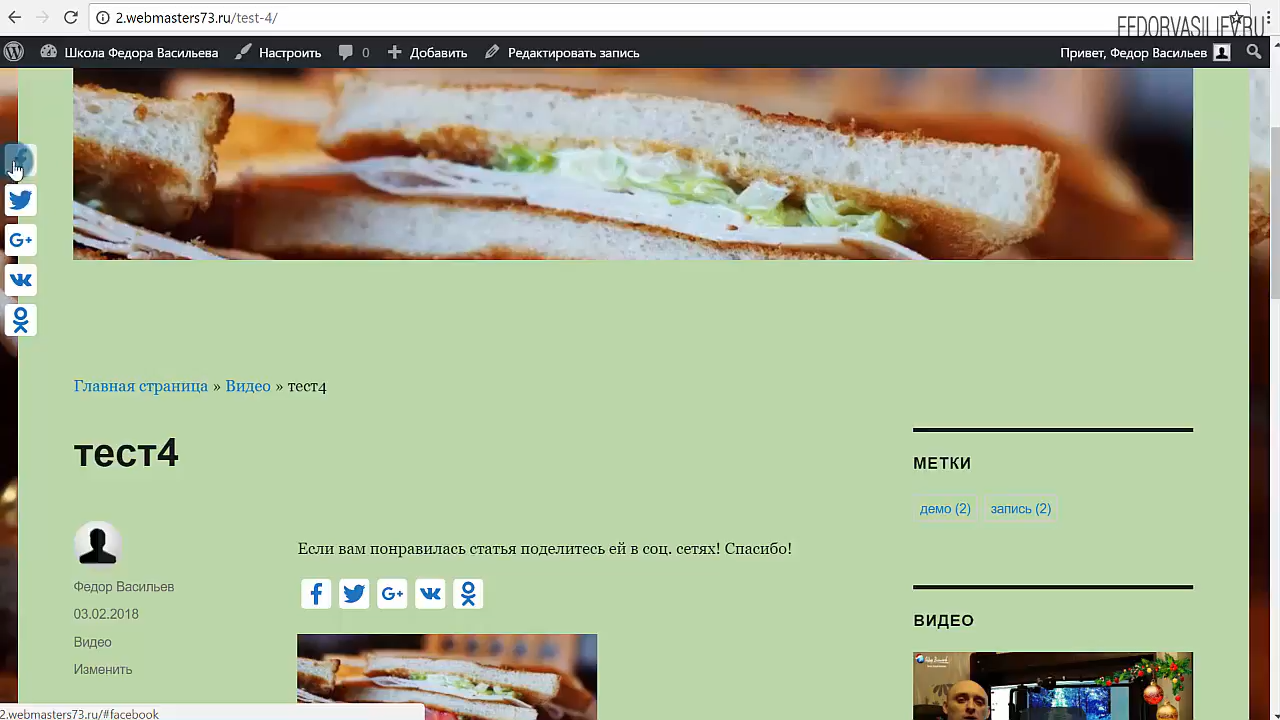 2.webmasters73.ru/test-4/
FEDORVASILIEV.RU
Школа Федора Васильева
Настроить
0
Добавить
Редактировать запись
Привет, Федор Васильев
Главная страница » Видео » тест4
тест4
МЕТКИ
демо (2) запись (2)
Если вам понравилась статья поделитесь ей в соц. сетях! Спасибо!
Федор Васильев
03.02.2018
Видео
Изменить
ВИДЕО
2.webmasters73.ru/#facebook